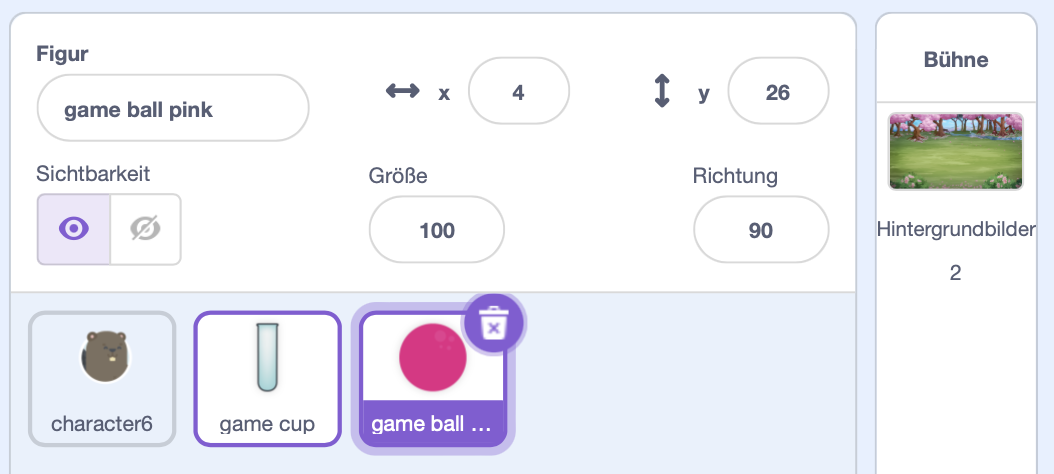 Figur
game ball pink
x 4
y 26
Sichtbarkeit
Größe
100
Richtung
90
character6
game cup
game ball ...
Bühne
Hintergrundbilder
2